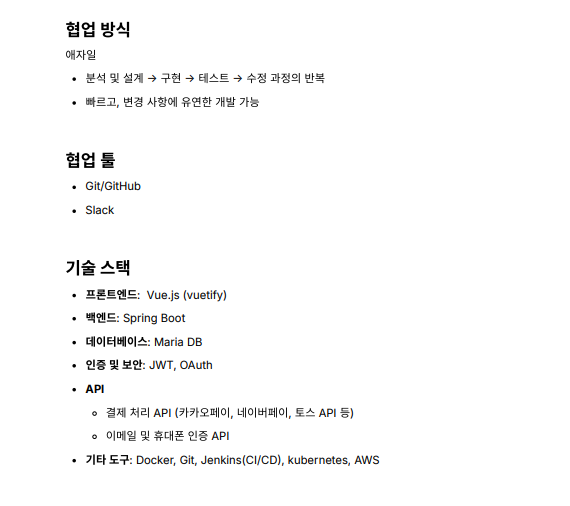 협업 방식
애자일
• 분석 및 설계 → 구현 → 테스트 → 수정 과정의 반복
• 빠르고, 변경 사항에 유연한 개발 가능
협업 툴
• Git/GitHub
• Slack
기술 스택
• 프론트엔드: Vue.js (vuetify)
• 백엔드: Spring Boot
• 데이터베이스: Maria DB
• 인증 및 보안: JWT, OAuth
• API
◦ 결제 처리 API (카카오페이, 네이버페이, 토스 API 등)
◦ 이메일 및 휴대폰 인증 API
• 기타 도구: Docker, Git, Jenkins(CI/CD), kubernetes, AWS